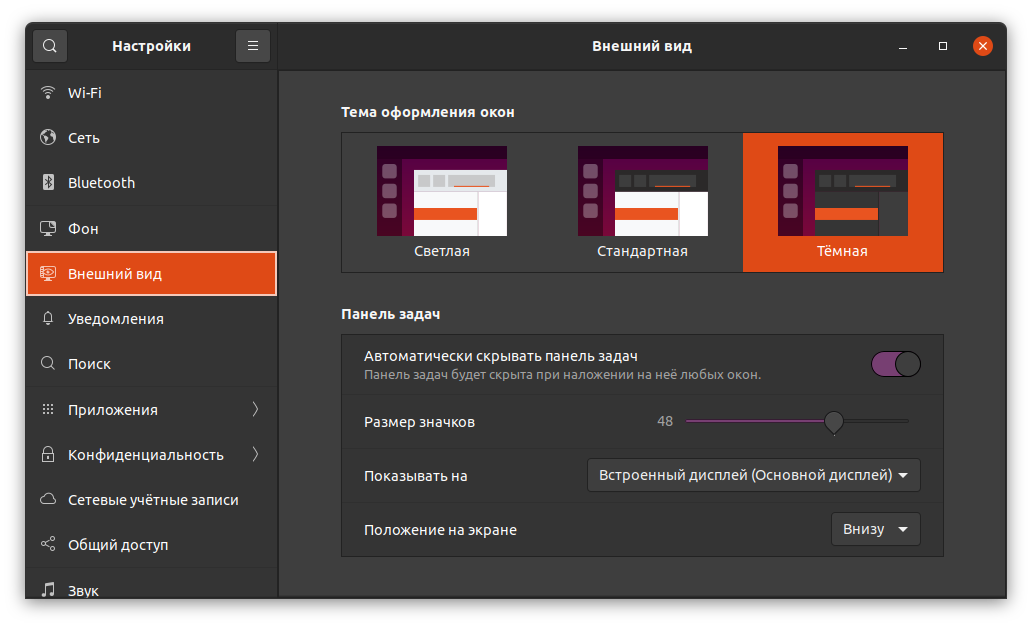 Настройки
Внешний вид
Wi-Fi
Сеть
Bluetooth
Фон
Внешний вид
Уведомления
Поиск
Приложения
Конфиденциальность
Сетевые учётные записи
Общий доступ
Звук
Тема оформления окон
Светлая
Стандартная
Тёмная
Панель задач
Автоматически скрывать панель задач
Панель задач будет скрыта при наложении на неё любых окон.
Размер значков
48
Показывать на
Встроенный дисплей (Основной дисплей)
Положение на экране
Внизу